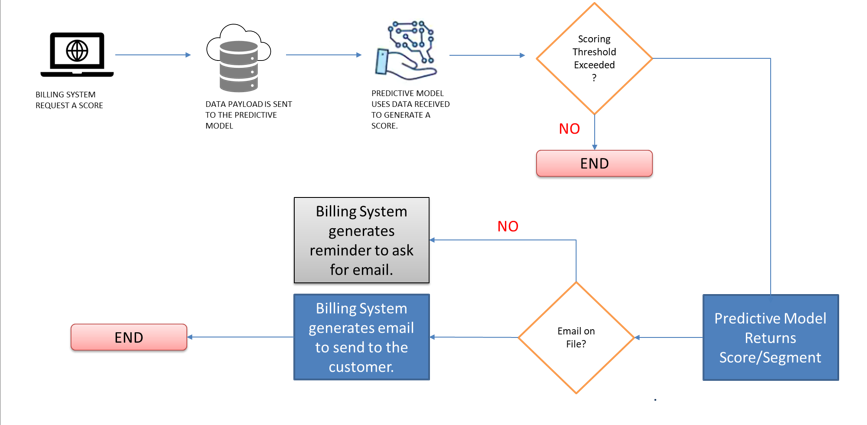 BILLING SYSTEM
REQUEST A SCORE
DATA PAYLOAD IS SENT
TO THE PREDICTIVE
MODEL
PREDICTIVE MODEL
USES DATA RECEIVED
TO GENERATE A
SCORE.
Scoring
Threshold
Exceeded
?
NO
END
Billing System
generates
reminder to ask
for email.
NO
END
Billing System
generates email
to send to the
customer.
Email on
File?
Predictive Model
Returns
Score/Segment
.